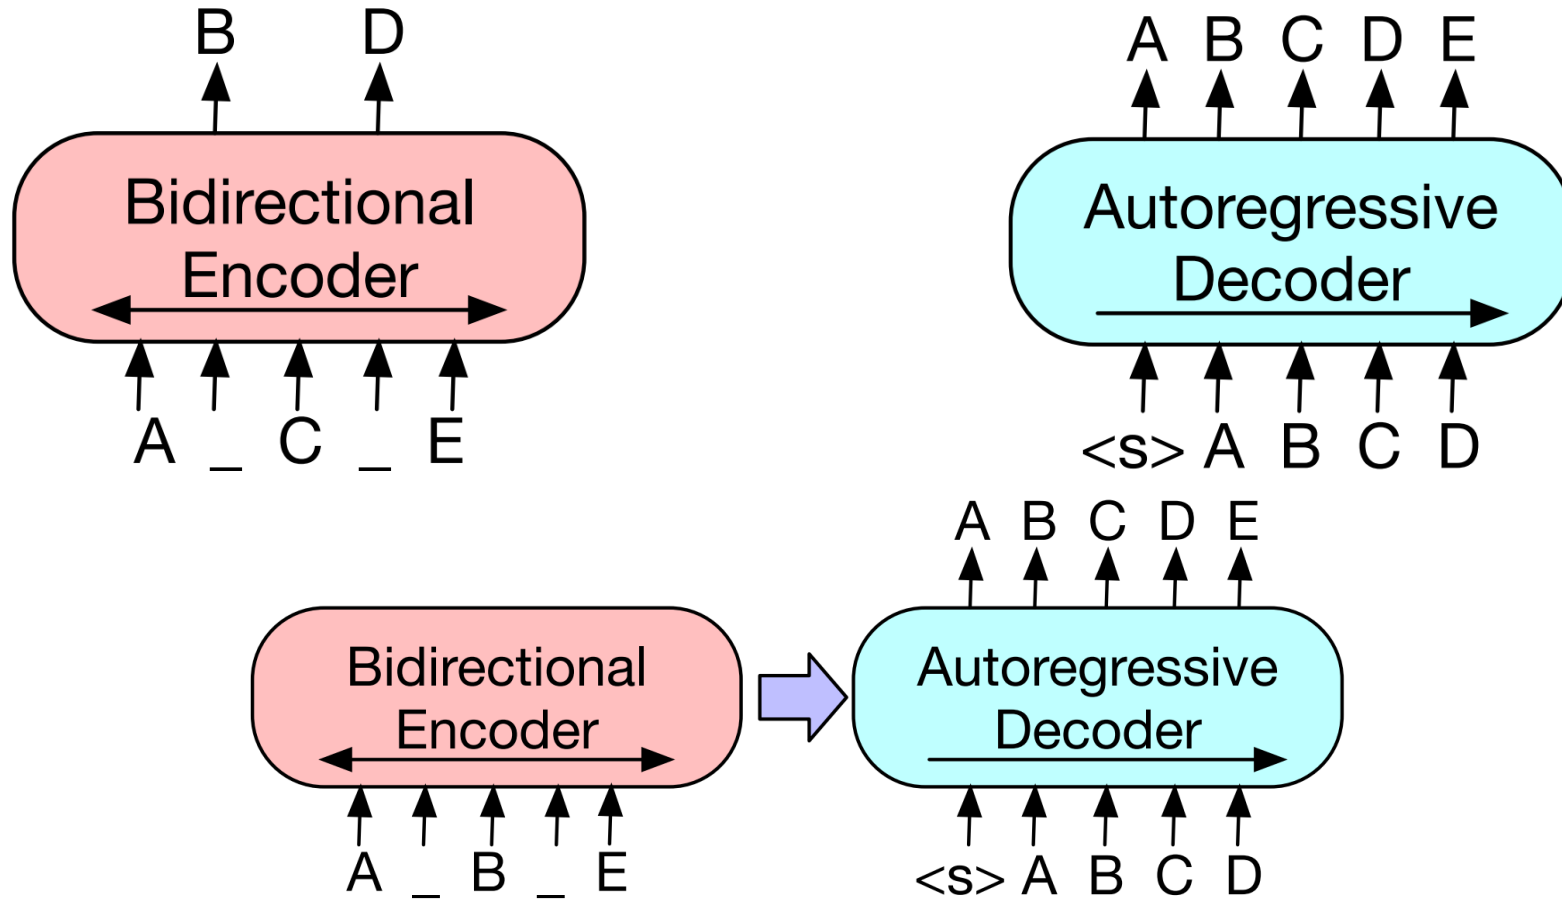 B D
Bidirectional
Encoder
A _ C _ E
A B C D E
Autoregressive
Decoder
<s> A B C D
Bidirectional
Encoder
A _ B _ E
A B C D E
Autoregressive
Decoder
<s> A B C D